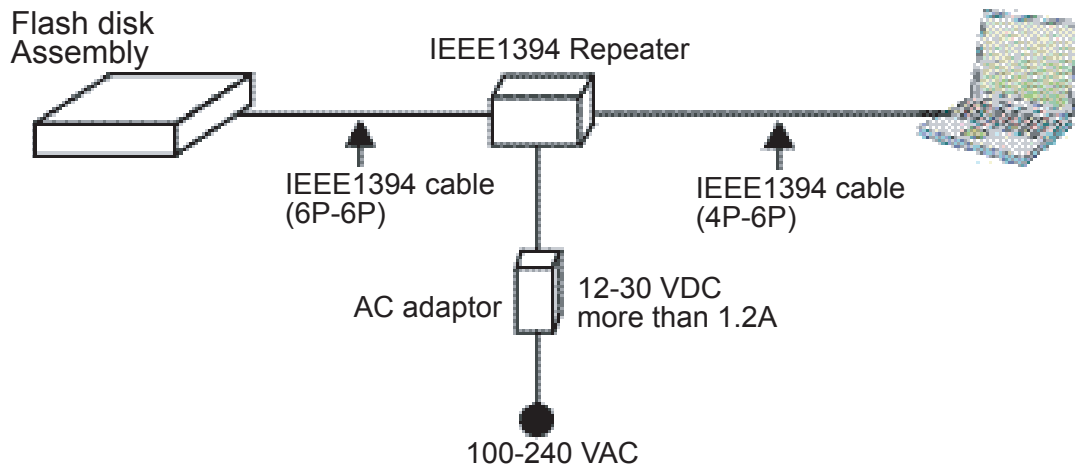 Flash disk
Assembly
IEEE1394 Repeater
IEEE1394 cable
(6P-6P)
IEEE1394 cable
(4P-6P)
AC adaptor
12-30 VDC
more than 1.2A
100-240 VAC